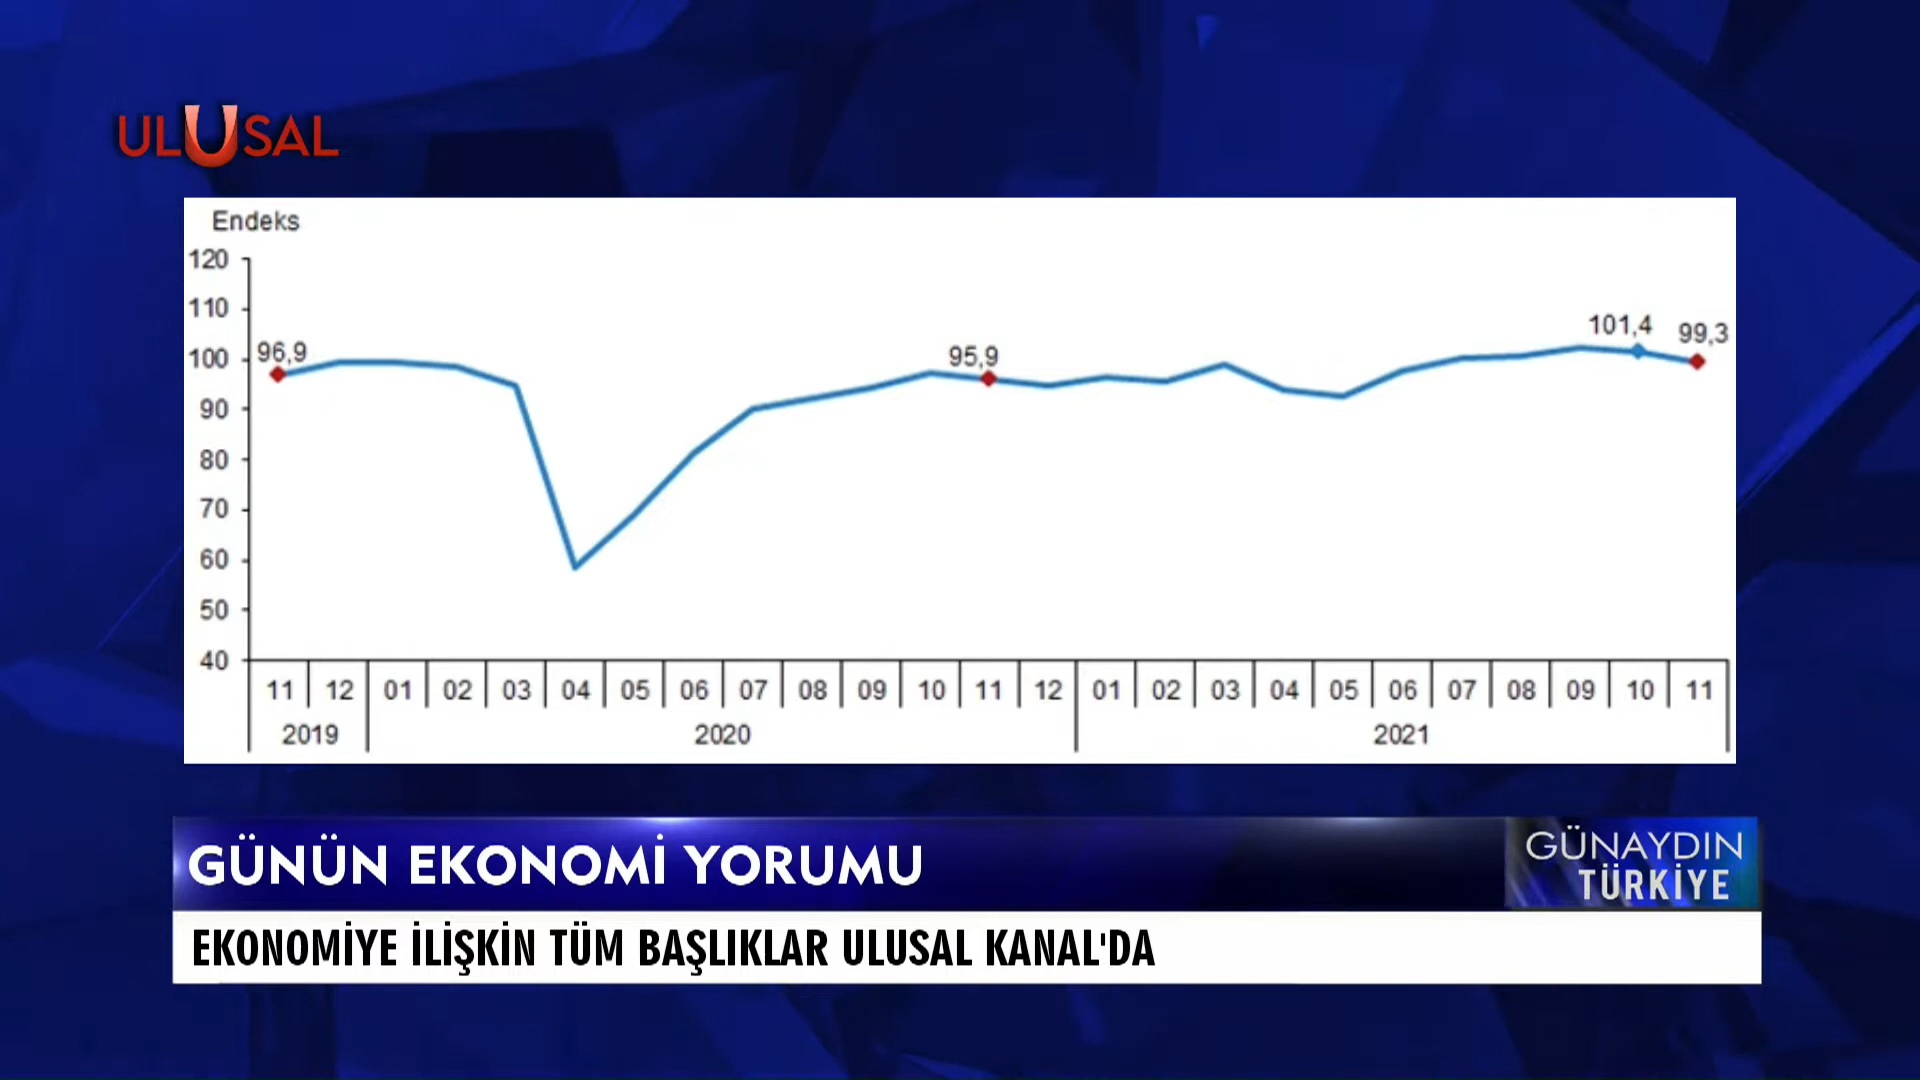 ULUSAL
Endeks
120
110
100
90
80
70
60
50
40
96,9
95,9
101,4
99,3
11 12 01 02 03 04 05 06 07 08 09 10 11 12 01 02 03 04 05 06 07 08 09 10 11
2019 2020 2021
GÜNÜN EKONOMİ YORUMU
GÜNAYDIN
TÜRKİYE
EKONOMİYE İLİŞKİN TÜM BAŞLIKLAR ULUSAL KANAL'DA